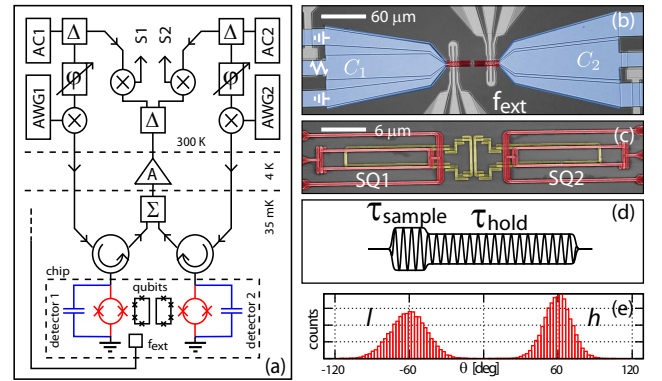 AC1
Δ
S1
S2
Δ
AC2
φ
φ
AWG1
AWG2
Δ
300 K
4 K
A
35 mK
Σ
chip
qubits
detector 1
detector 2
f_ext
(a)
60 μm
(b)
C₁
C₂
f_ext
6 μm
(c)
SQ1
SQ2
τ_sample
τ_hold
(d)
counts
l
h
(e)
-120
-60
0
60
120
θ [deg]